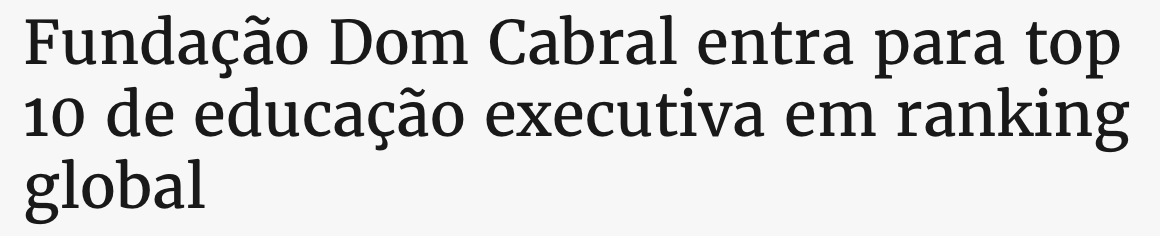 Fundação Dom Cabral entra para top
10 de educação executiva em ranking
global